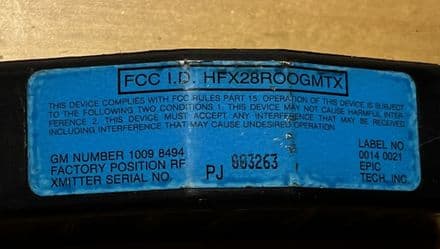 FCC I.D. HFX28ROOGMTX
THIS DEVICE COMPLIES WITH FCC RULES PART 15. OPERATION OF THIS DEVICE IS SUBJECT
TO THE FOLLOWING TWO CONDITIONS 1. THIS DEVICE MAY NOT CAUSE HARMFUL INTER-
FERENCE 2. THIS DEVICE MUST ACCEPT ANY INTERFERENCE THAT MAY BE RECEIVED
INCLUDING INTERFERENCE THAT MAY CAUSE UNDESIRED OPERATION.
GM NUMBER 1009 8494
FACTORY POSITION RF
XMITTER SERIAL NO.
PJ 993263
LABEL NO
0014 0021
EPIC
TECH. INC.